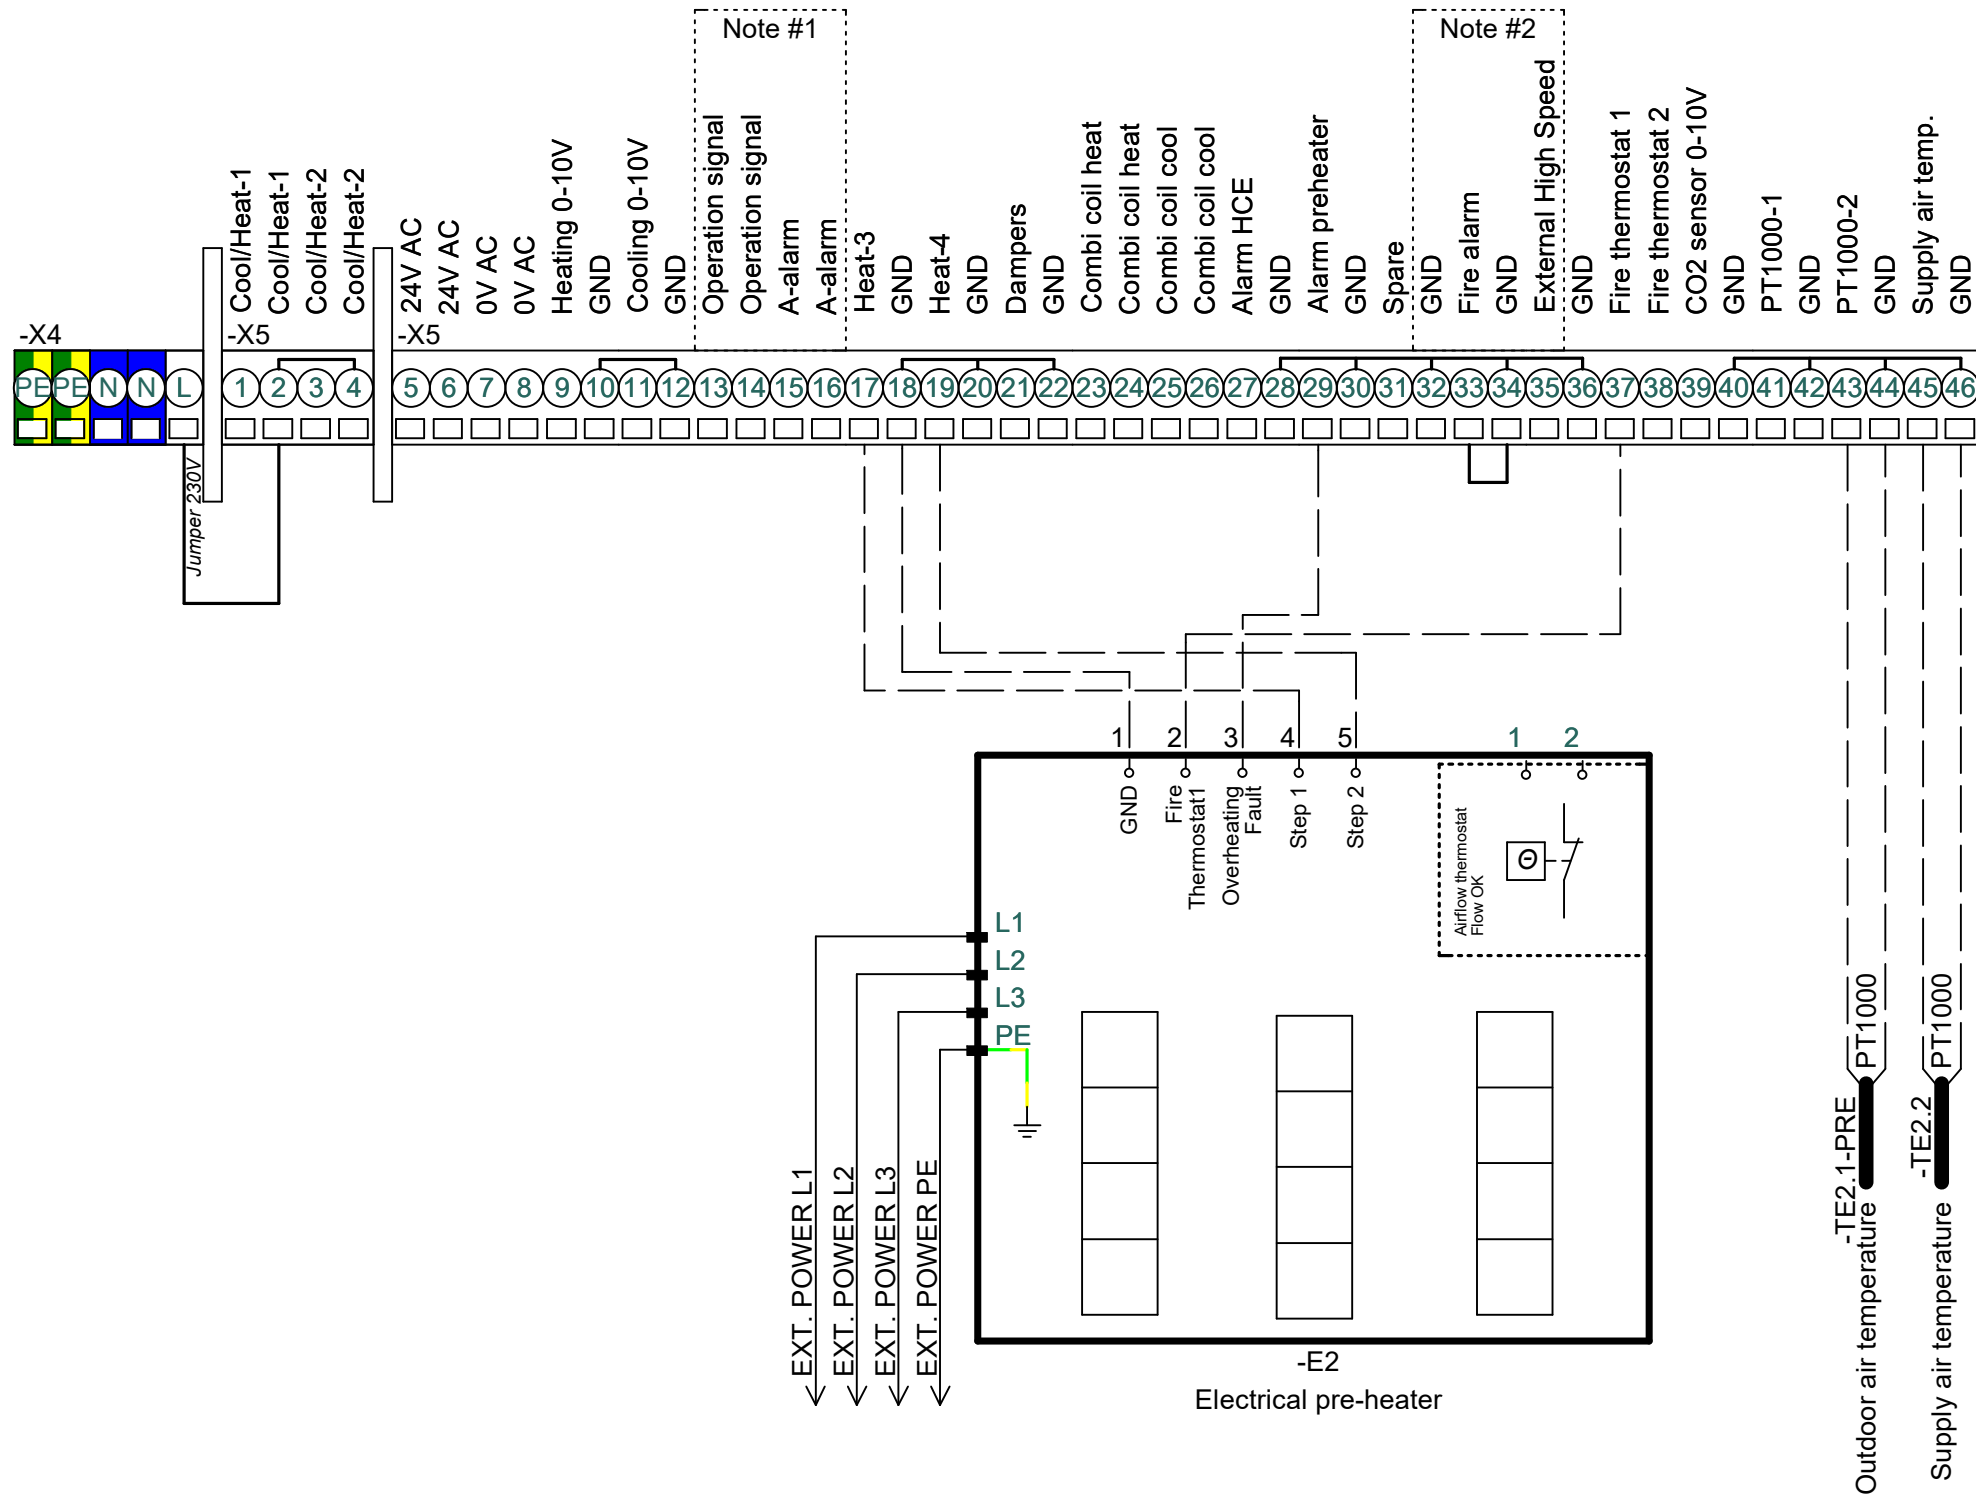 Note #1
Note #2
Cool/Heat-1
Cool/Heat-1
Cool/Heat-2
Cool/Heat-2
24V AC
24V AC
0V AC
0V AC
Heating 0-10V
GND
Cooling 0-10V
GND
Operation signal
Operation signal
A-alarm
A-alarm
Heat-3
GND
Heat-4
GND
Dampers
GND
Combi coil heat
Combi coil heat
Combi coil cool
Combi coil cool
Alarm HCE
GND
Alarm preheater
GND
Spare
GND
Fire alarm
GND
External High Speed
GND
Fire thermostat 1
Fire thermostat 2
CO2 sensor 0-10V
GND
PT1000-1
GND
PT1000-2
GND
Supply air temp.
GND
-X4
-X5
-X5
PE PE N N L 1 2 3 4 5 6 7 8 9 10 11 12 13 14 15 16 17 18 19 20 21 22 23 24 25 26 27 28 29 30 31 32 33 34 35 36 37 38 39 40 41 42 43 44 45 46
Jumper 230V
1 2 3 4 5
1 2
GND
Fire
Thermostat1
Overheating
Fault
Step 1
Step 2
Airflow thermostat
Flow OK
Θ
L1
L2
L3
PE
EXT. POWER L1
EXT. POWER L2
EXT. POWER L3
EXT. POWER PE
-E2
Electrical pre-heater
PT1000
-TE2.1-PRE
Outdoor air temperature
PT1000
-TE2.2
Supply air temperature